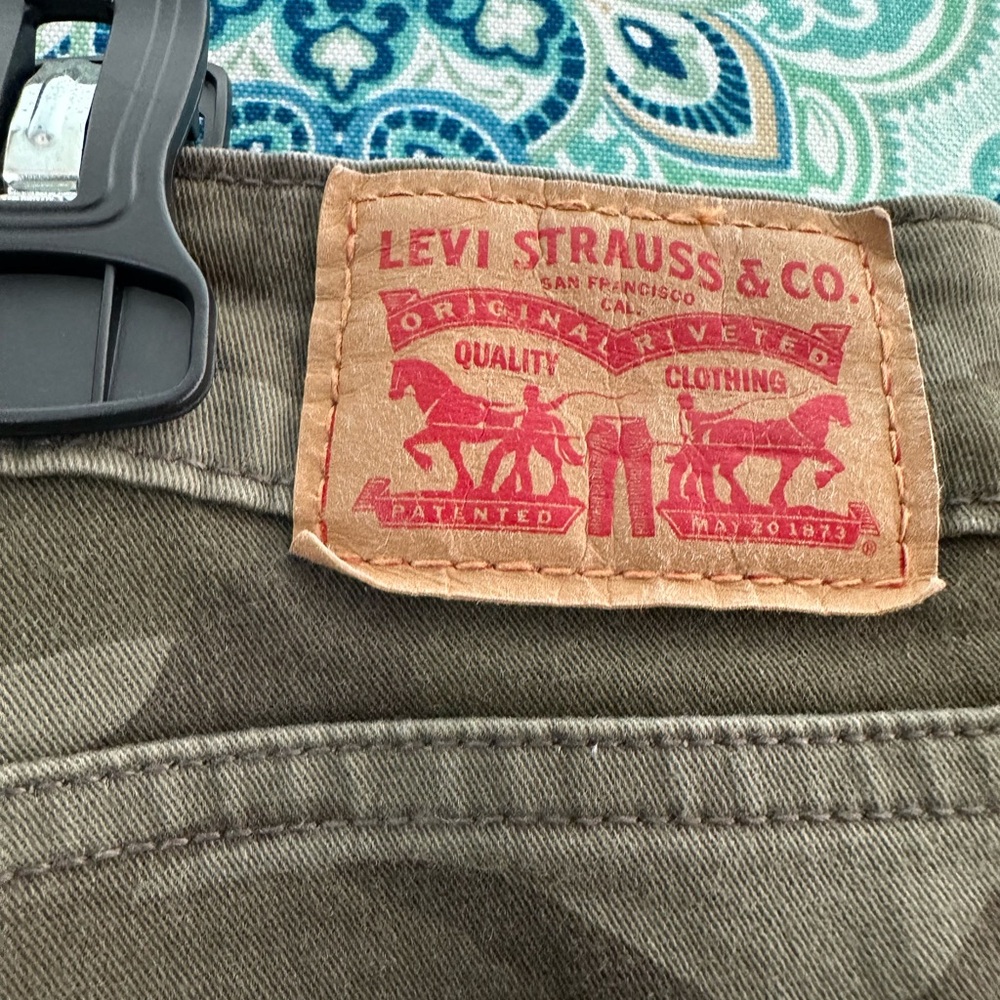 LEVI STRAUSS & CO.
SAN FRANCISCO
CAL.
ORIGINAL RIVETED
QUALITY CLOTHING
PATENTED MAY 20 1873 ®